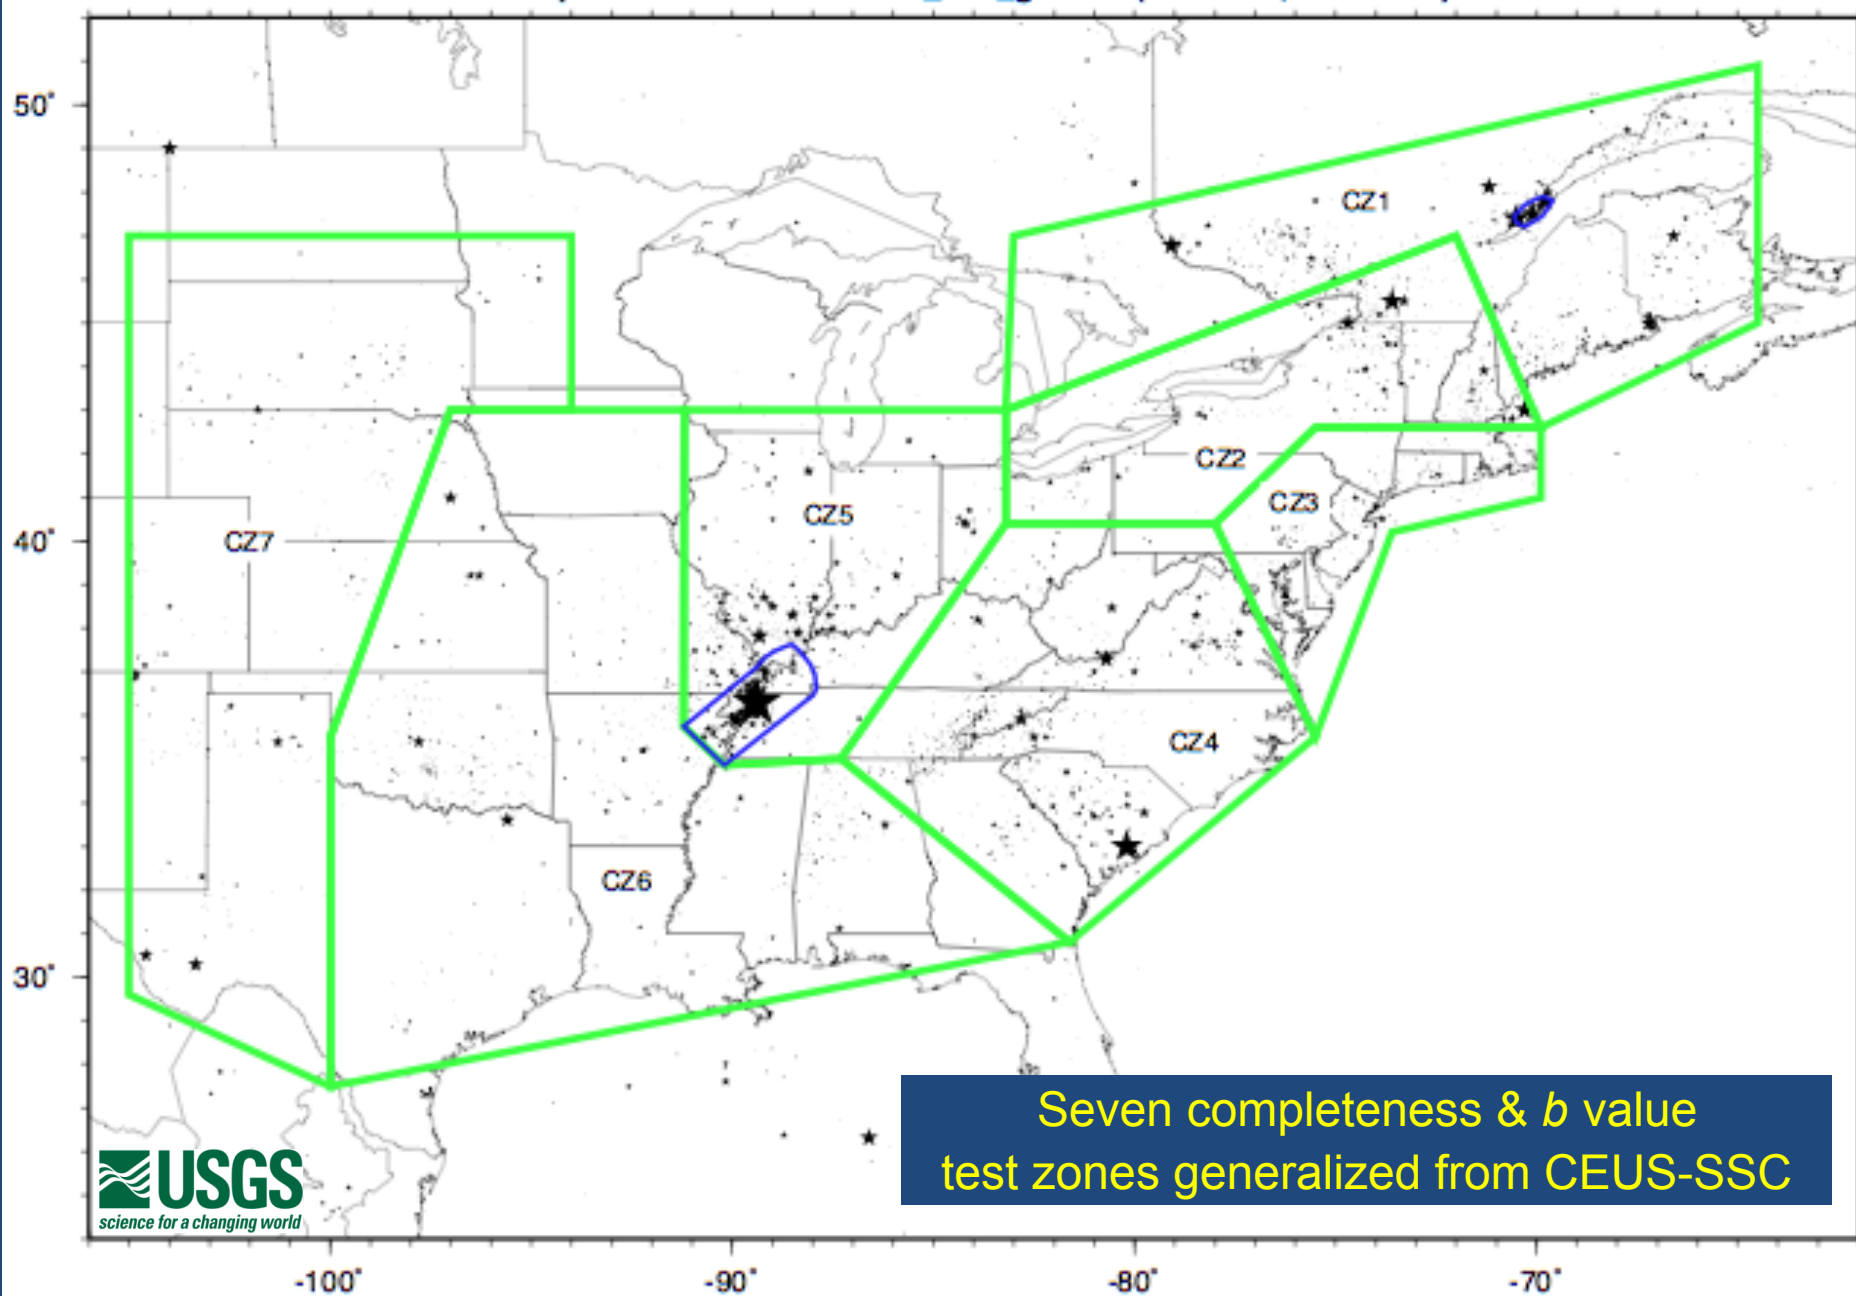 50°
CZ1
CZ2
CZ3
CZ5
40°
CZ7
CZ4
CZ6
30°
Seven completeness & b value
test zones generalized from CEUS-SSC
USGS
science for a changing world
-100°
-90°
-80°
-70°